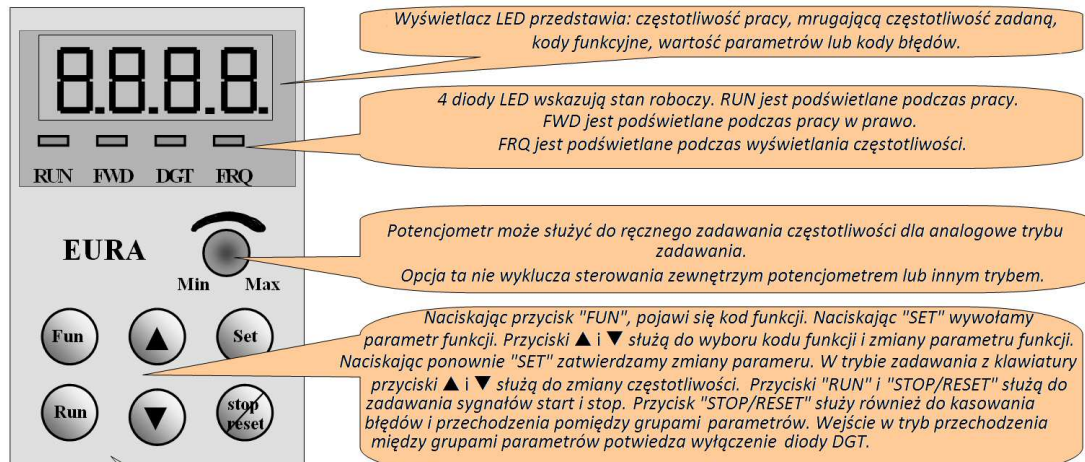 Wyświetlacz LED przedstawia: częstotliwość pracy, mrugającą częstotliwość zadaną,
kody funkcyjne, wartość parametrów lub kody błędów.
8.8.8.8.
4 diody LED wskazują stan roboczy. RUN jest podświetlane podczas pracy.
FWD jest podświetlane podczas pracy w prawo.
FRQ jest podświetlane podczas wyświetlania częstotliwości.
RUN FWD DGT FRQ
EURA
Min Max
Potencjometr może służyć do ręcznego zadawania częstotliwości dla analogowe trybu
zadawania.
Opcja ta nie wyklucza sterowania zewnętrzym potencjometrem lub innym trybem.
Fun ▲ Set
Run ▼ stop
reset
Naciskając przycisk "FUN", pojawi się kod funkcji. Naciskając "SET" wywołamy
parametr funkcji. Przyciski ▲ i ▼ służą do wyboru kodu funkcji i zmiany parametru funkcji.
Naciskając ponownie "SET" zatwierdzamy zmiany parameru. W trybie zadawania z klawiatury
przyciski ▲ i ▼ służą do zmiany częstotliwości. Przyciski "RUN" i "STOP/RESET" służą do
zadawania sygnałów start i stop. Przycisk "STOP/RESET" służy również do kasowania
błędów i przechodzenia pomiędzy grupami parametrów. Wejście w tryb przechodzenia
między grupami parametrów potwiedza wyłączenie diody DGT.